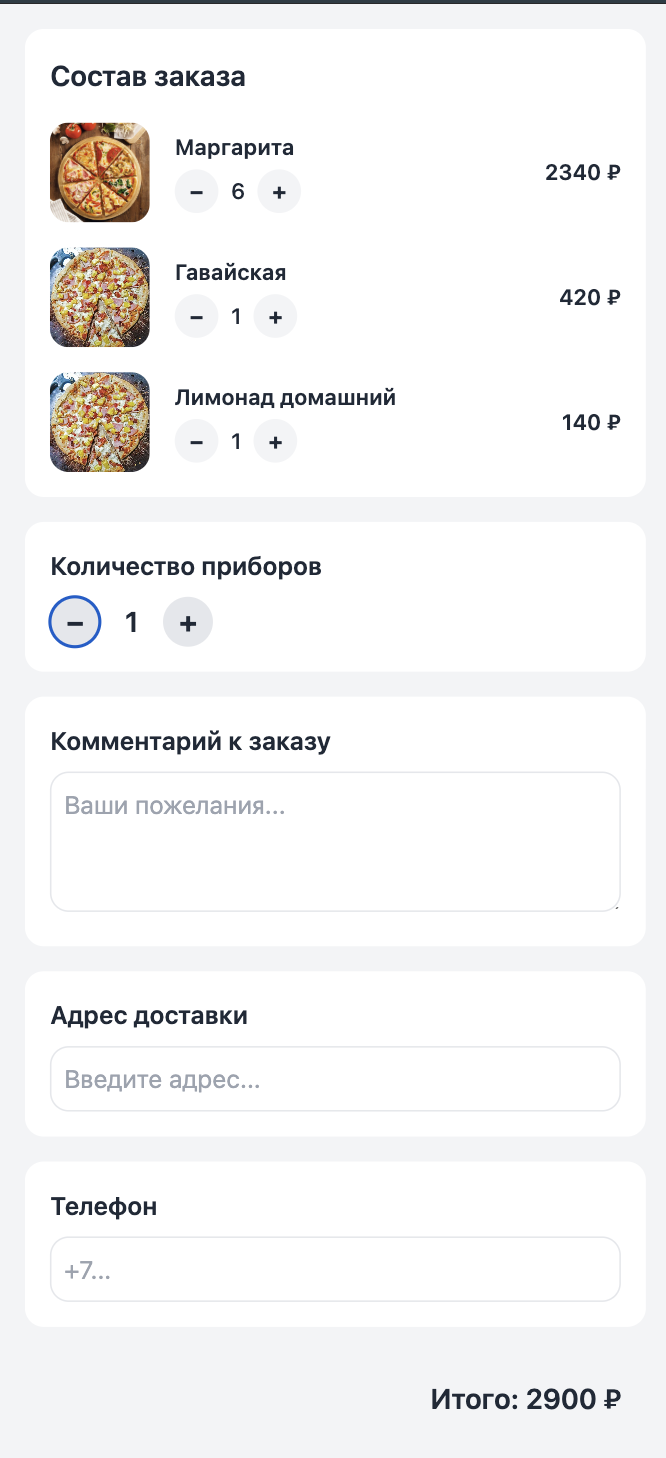 Состав заказа
Маргарита
− 6 +
2340 ₽
Гавайская
− 1 +
420 ₽
Лимонад домашний
− 1 +
140 ₽
Количество приборов
− 1 +
Комментарий к заказу
Ваши пожелания...
Адрес доставки
Введите адрес...
Телефон
+7...
Итого: 2900 ₽